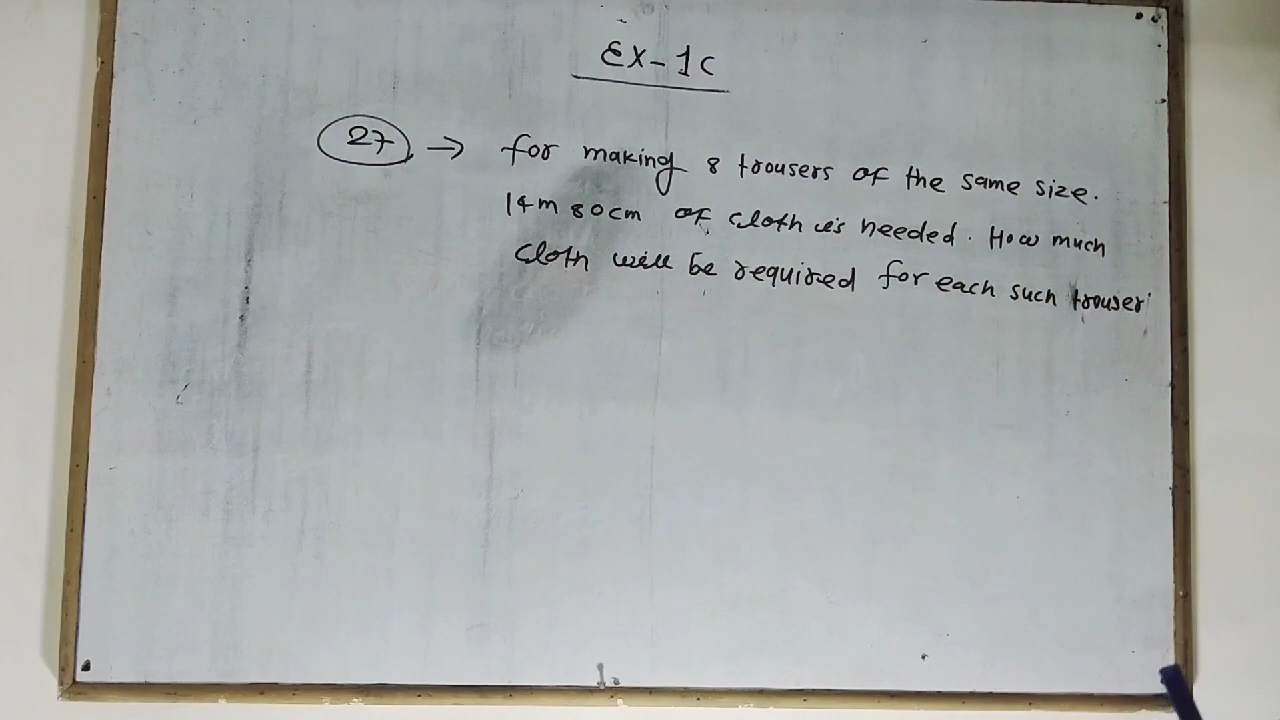 EX-1C
27 → for making 8 trousers of the same size.
14m 80cm of cloth is needed. How much
cloth will be required for each such trouser